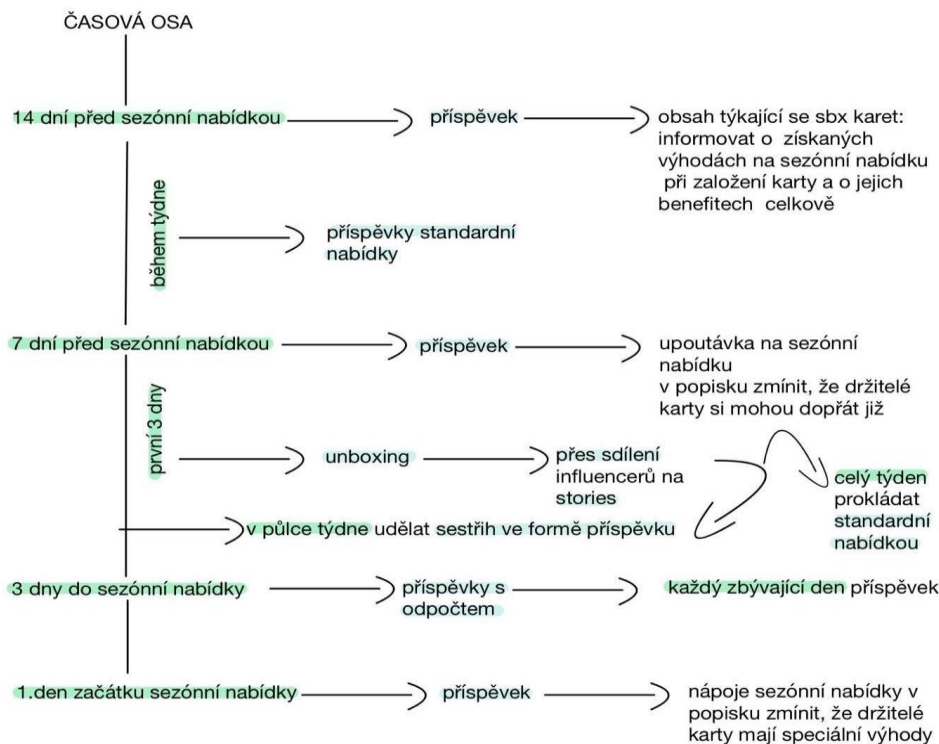 ČASOVÁ OSA
14 dní před sezónní nabídkou
příspěvek
obsah týkající se sbx karet:
informovat o získaných
výhodách na sezónní nabídku
při založení karty a o jejich
benefitech celkově
během týdne
příspěvky standardní
nabídky
7 dní před sezónní nabídkou
příspěvek
upoutávka na sezónní
nabídku
v popisku zmínit, že držitelé
karty si mohou dopřát již
první 3 dny
unboxing
přes sdílení
influencerů na
stories
celý týden
prokládat
standardní
nabídkou
v půlce týdne udělat sestřih ve formě příspěvku
3 dny do sezónní nabídky
příspěvky s
odpočtem
každý zbývající den příspěvek
1.den začátku sezónní nabídky
příspěvek
nápoje sezónní nabídky v
popisku zmínit, že držitelé
karty mají speciální výhody